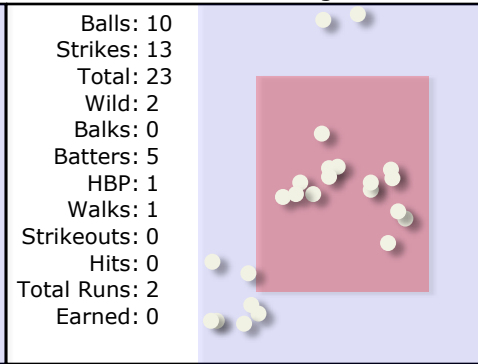 Balls: 10
Strikes: 13
Total: 23
Wild: 2
Balks: 0
Batters: 5
HBP: 1
Walks: 1
Strikeouts: 0
Hits: 0
Total Runs: 2
Earned: 0